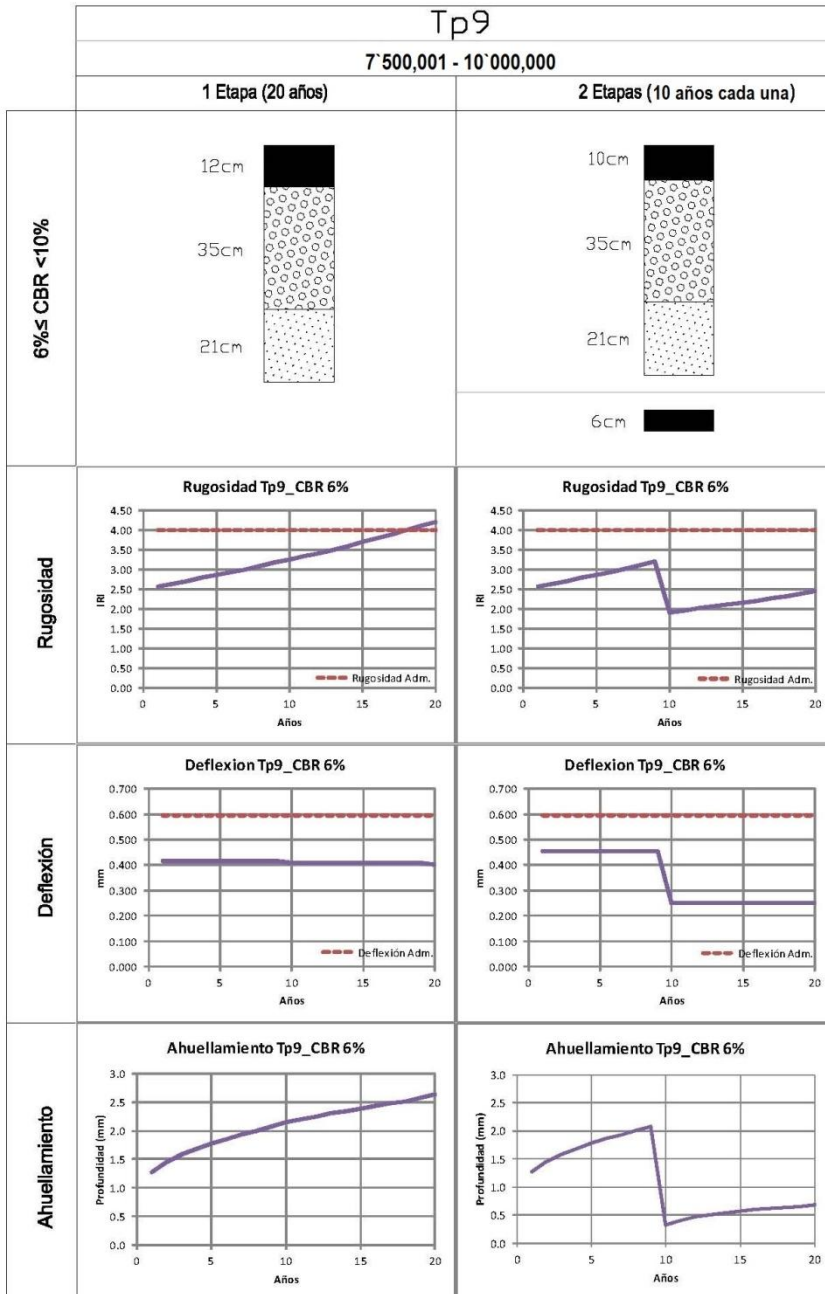 Tp9
7`500,001 - 10`000,000
1 Etapa (20 años)
2 Etapas (10 años cada una)
6%≤ CBR <10%
12cm
35cm
21cm
10cm
35cm
21cm
6cm
Rugosidad
Rugosidad Tp9_CBR 6%
4.50
4.00
3.50
3.00
2.50
2.00
1.50
1.00
0.50
0.00
IRI
Rugosidad Adm.
0 5 10 15 20
Años
Rugosidad Tp9_CBR 6%
4.50
4.00
3.50
3.00
2.50
2.00
1.50
1.00
0.50
0.00
IRI
Rugosidad Adm.
0 5 10 15 20
Años
Deflexión
Deflexion Tp9_CBR 6%
0.700
0.600
0.500
0.400
0.300
0.200
0.100
0.000
mm
Deflexión Adm.
0 5 10 15 20
Años
Deflexion Tp9_CBR 6%
0.700
0.600
0.500
0.400
0.300
0.200
0.100
0.000
mm
Deflexión Adm.
0 5 10 15 20
Años
Ahuellamiento
Ahuellamiento Tp9_CBR 6%
3.0
2.5
2.0
1.5
1.0
0.5
0.0
Profundidad (mm)
0 5 10 15 20
Años
Ahuellamiento Tp9_CBR 6%
3.0
2.5
2.0
1.5
1.0
0.5
0.0
Profundidad (mm)
0 5 10 15 20
Años